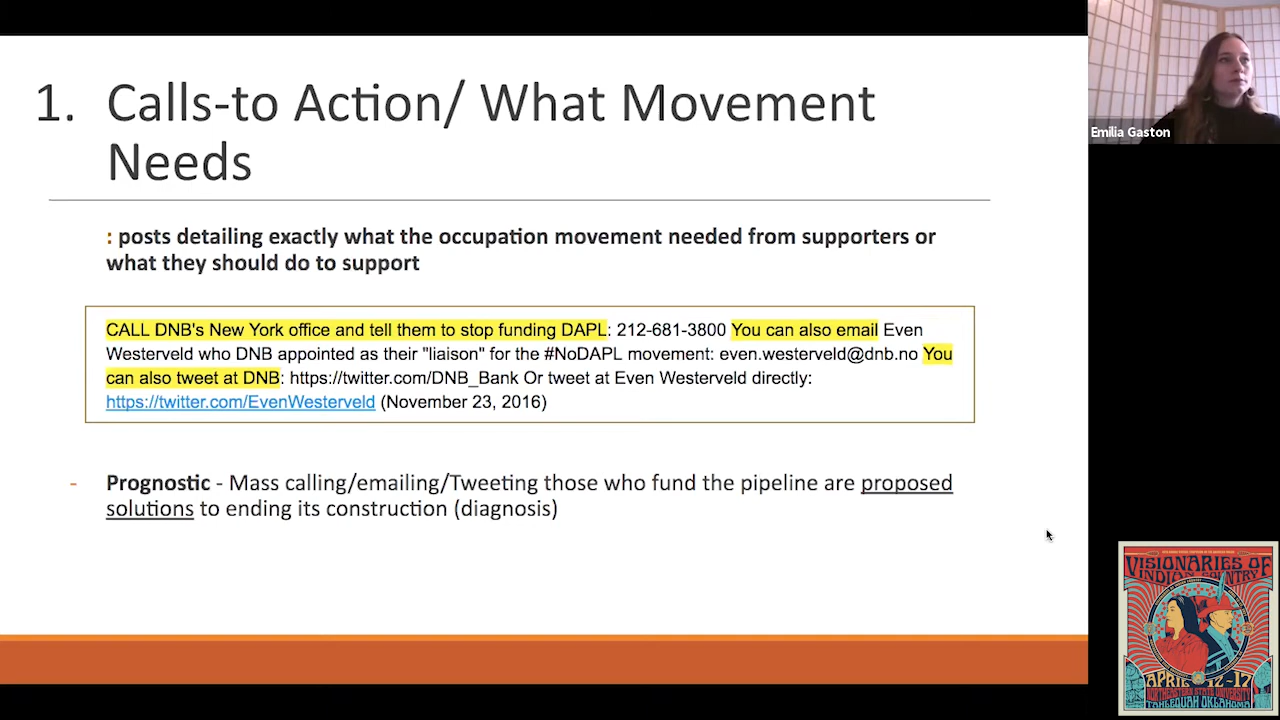 1. Calls-to Action/ What Movement
Needs
: posts detailing exactly what the occupation movement needed from supporters or
what they should do to support
CALL DNB's New York office and tell them to stop funding DAPL: 212-681-3800 You can also email Even
Westerveld who DNB appointed as their "liaison" for the #NoDAPL movement: even.westerveld@dnb.no You
can also tweet at DNB: https://twitter.com/DNB_Bank Or tweet at Even Westerveld directly:
https://twitter.com/EvenWesterveld (November 23, 2016)
- Prognostic - Mass calling/emailing/Tweeting those who fund the pipeline are proposed
solutions to ending its construction (diagnosis)
Emilia Gaston
VISIONARIES OF
INDIAN COUNTRY
APRIL 12-17
NORTHEASTERN STATE UNIVERSITY
TAHLEQUAH OKLAHOMA